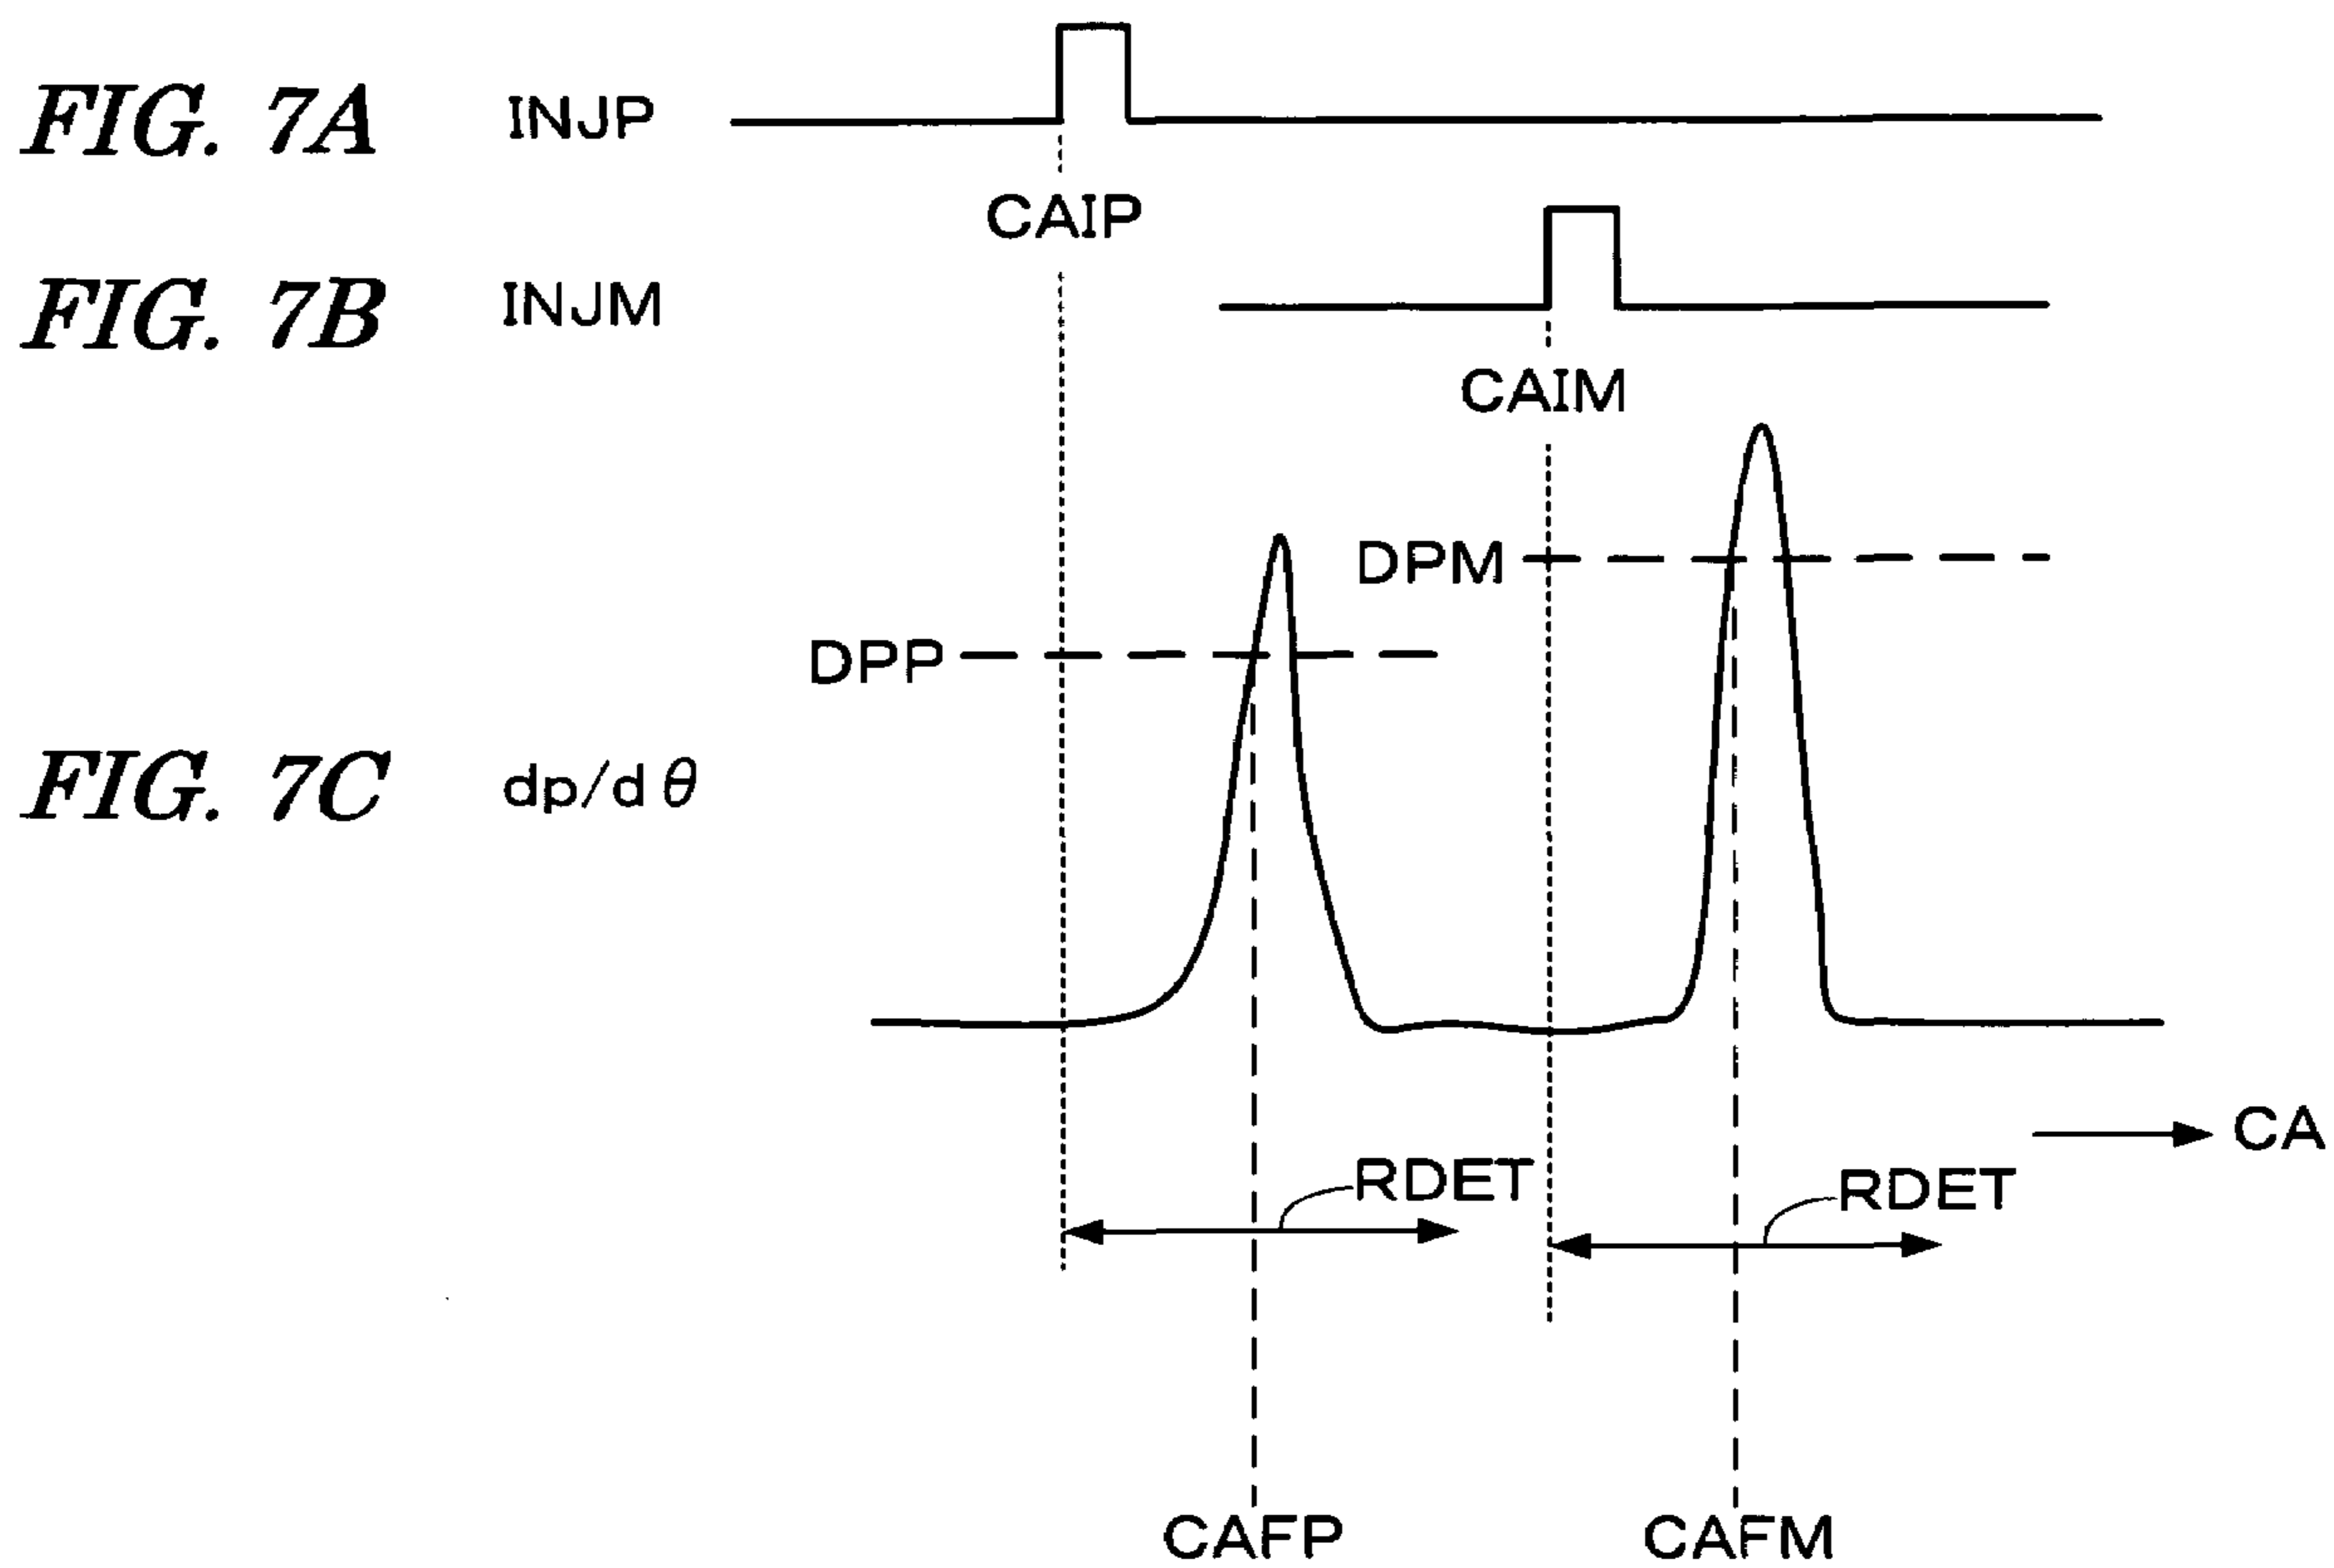 FIG. 7A INJP
CAIP
FIG. 7B INJM
CAIM
DPM
DPP
FIG. 7C dp/dθ
CA
RDET
RDET
CAFP
CAFM